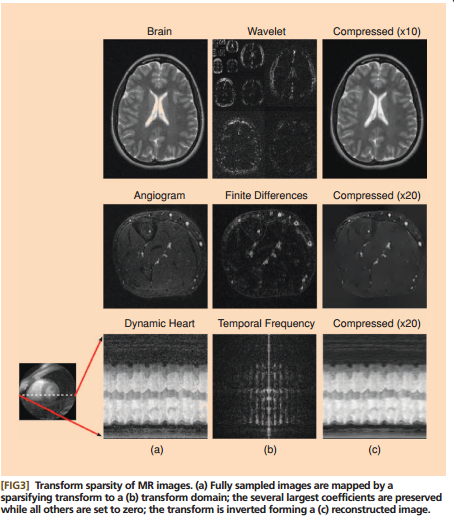 Brain Wavelet Compressed (x10)
Angiogram Finite Differences Compressed (x20)
Dynamic Heart Temporal Frequency Compressed (x20)
(a) (b) (c)
[FIG3] Transform sparsity of MR images. (a) Fully sampled images are mapped by a
sparsifying transform to a (b) transform domain; the several largest coefficients are preserved
while all others are set to zero; the transform is inverted forming a (c) reconstructed image.